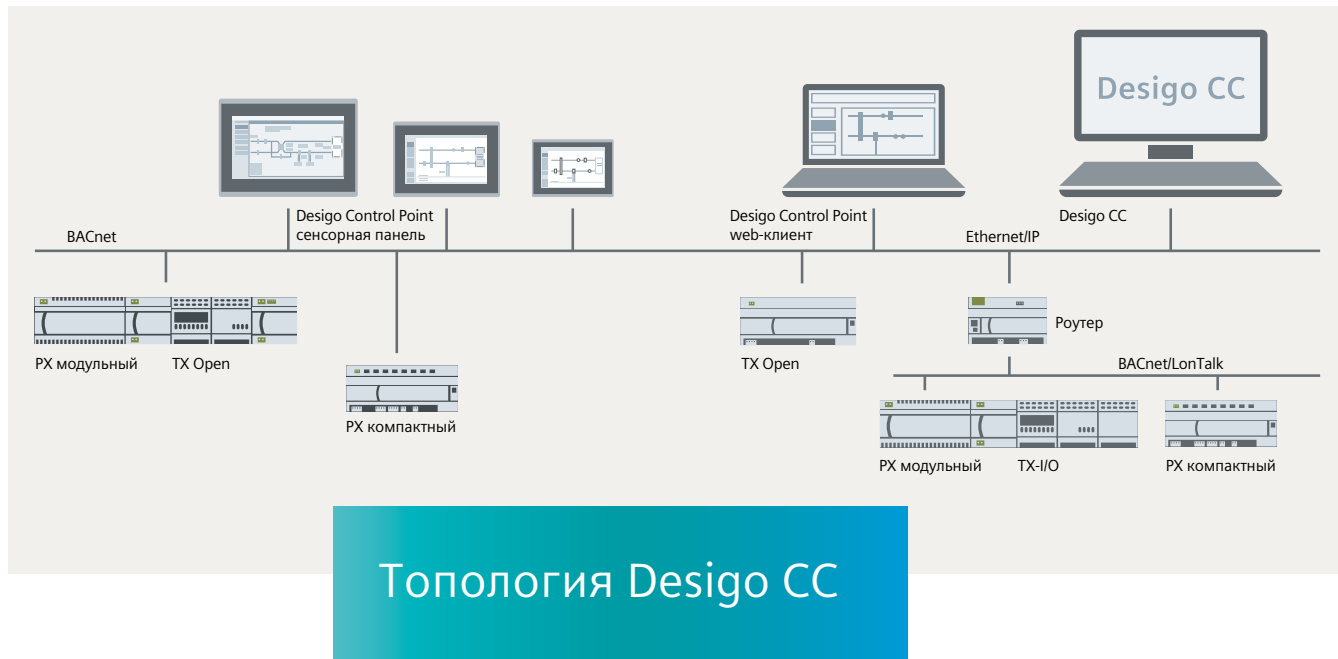 Desigo CC
Desigo Control Point
сенсорная панель
Desigo Control Point
web-клиент
Desigo CC
BACnet
Ethernet/IP
Роутер
PX модульный
TX Open
TX Open
BACnet/LonTalk
PX компактный
PX модульный
TX-I/O
PX компактный
Топология Desigo CC